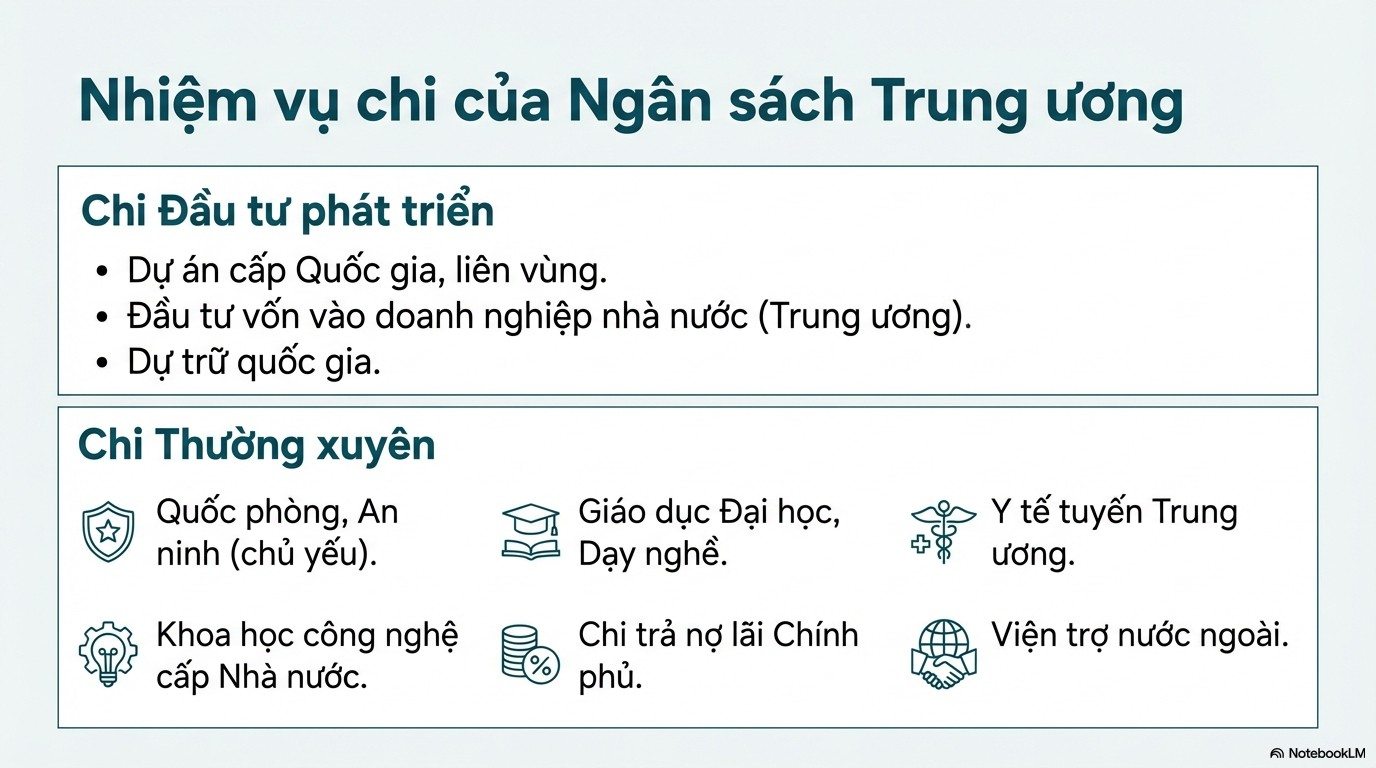 Nhiệm vụ chi của Ngân sách Trung ương
Chi Đầu tư phát triển
• Dự án cấp Quốc gia, liên vùng.
• Đầu tư vốn vào doanh nghiệp nhà nước (Trung ương).
• Dự trữ quốc gia.
Chi Thường xuyên
Quốc phòng, An
ninh (chủ yếu).
Giáo dục Đại học,
Dạy nghề.
Y tế tuyến Trung
ương.
Khoa học công nghệ
cấp Nhà nước.
Chi trả nợ lãi Chính
phủ.
Viện trợ nước ngoài.
NotebookLM